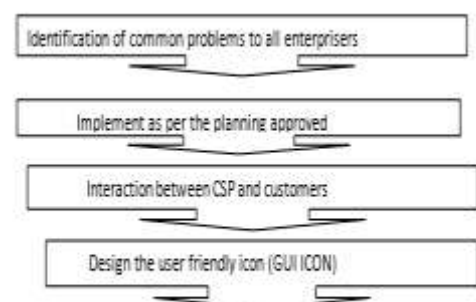 Identification of common problems to all enterprisers
Implement as per the planning approved
Interaction between CSP and customers
Design the user friendly icon (GUI ICON)